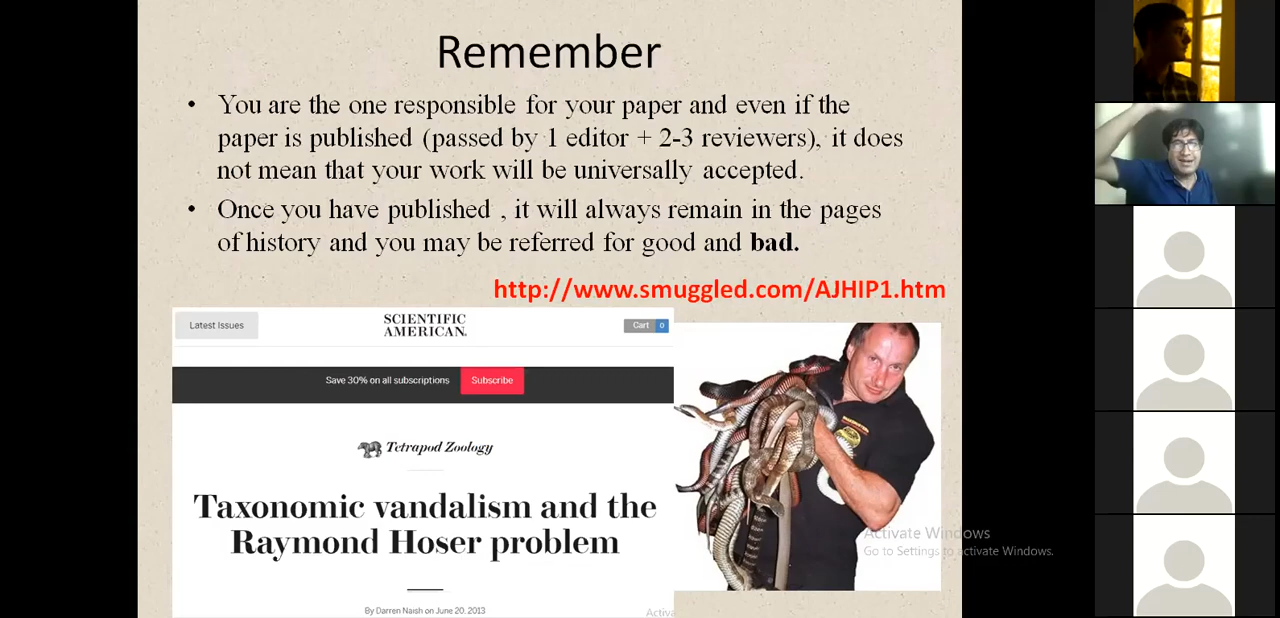 Remember
• You are the one responsible for your paper and even if the
paper is published (passed by 1 editor + 2-3 reviewers), it does
not mean that your work will be universally accepted.
• Once you have published , it will always remain in the pages
of history and you may be referred for good and bad.
http://www.smuggled.com/AJHIP1.htm
Latest Issues
SCIENTIFIC
AMERICAN.
Cart 0
Save 30% on all subscriptions
Subscribe
Tetrapod Zoology
Taxonomic vandalism and the
Raymond Hoser problem
By Darren Naish on June 20, 2013
Activate Windows
Go to Settings to activate Windows.